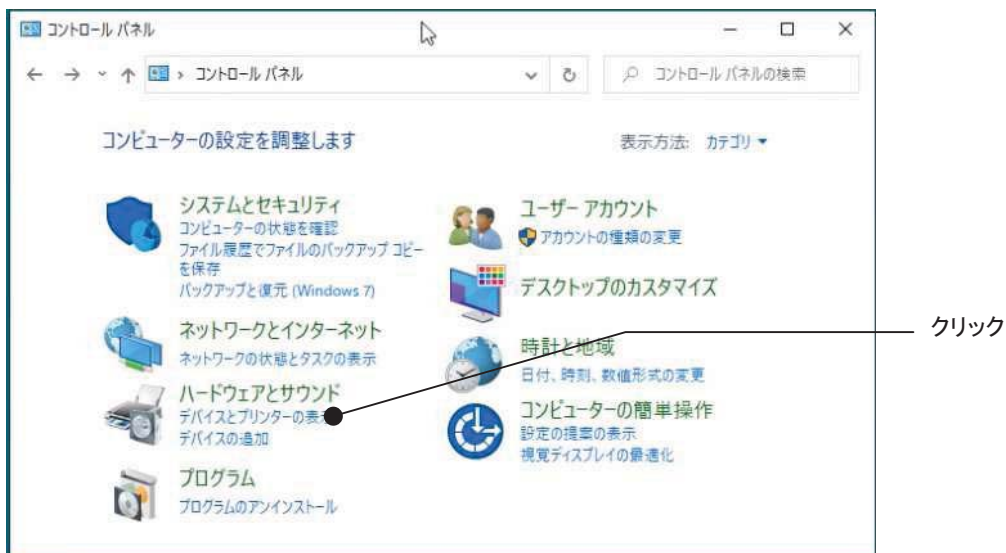 コントロール パネル
コントロール パネル
コントロール パネルの検索
コンピューターの設定を調整します
表示方法: カテゴリ
システムとセキュリティ
コンピューターの状態を確認
ファイル履歴でファイルのバックアップ コピー
を保存
バックアップと復元 (Windows 7)
ネットワークとインターネット
ネットワークの状態とタスクの表示
ハードウェアとサウンド
デバイスとプリンターの表示
デバイスの追加
プログラム
プログラムのアンインストール
ユーザー アカウント
アカウントの種類の変更
デスクトップのカスタマイズ
時計と地域
日付、時刻、数値形式の変更
コンピューターの簡単操作
設定の提案の表示
視覚ディスプレイの最適化
クリック